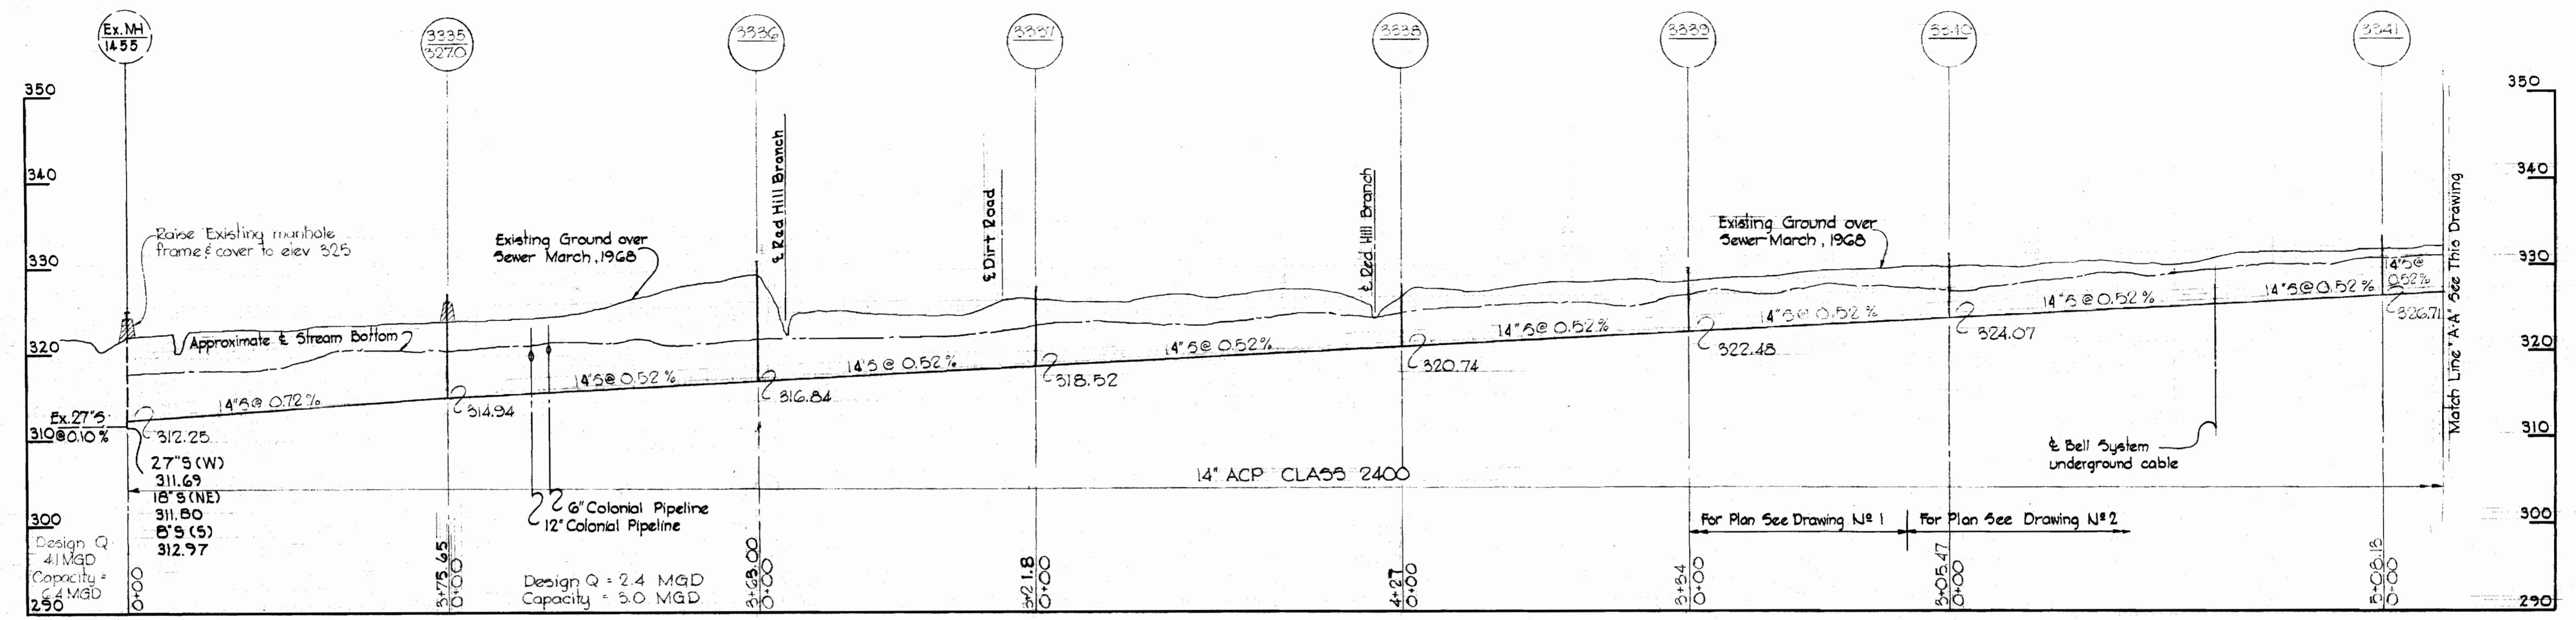 Ex. MH
1455
3335
3270
3336
3337
3338
3339
3340
3341
350
340
330
320
310
300
290
350
340
330
320
310
300
290
Raise Existing manhole
frame & cover to elev 325
Existing Ground over
Sewer March, 1968
℄ Red Hill Branch
℄ Dirt Road
℄ Red Hill Branch
Existing Ground over
Sewer March, 1968
Match Line "A-A" See This Drawing
Approximate ℄ Stream Bottom
14"S@ 0.72%
14"S@ 0.52%
14"S@ 0.52%
14"S@ 0.52%
14"S@ 0.52%
14"S@ 0.52%
14"S@ 0.52%
14"S@ 0.52%
14"S@
0.52%
Ex. 27"S
@0.10%
312.25
314.94
316.84
318.52
320.74
322.48
324.07
326.71
27"S (W)
311.69
18"S (NE)
311.80
8"S (S)
312.97
6" Colonial Pipeline
12" Colonial Pipeline
14" ACP CLASS 2400
℄ Bell System
underground cable
For Plan See Drawing Nº 1
For Plan See Drawing Nº 2
Design Q
4.1 MGD
Capacity =
6.4 MGD
Design Q = 2.4 MGD
Capacity = 3.0 MGD
0+00
3+75.65
0+00
3+63.00
0+00
3+21.8
0+00
4+27
0+00
3+34
0+00
3+05.47
0+00
5+08.13
0+00